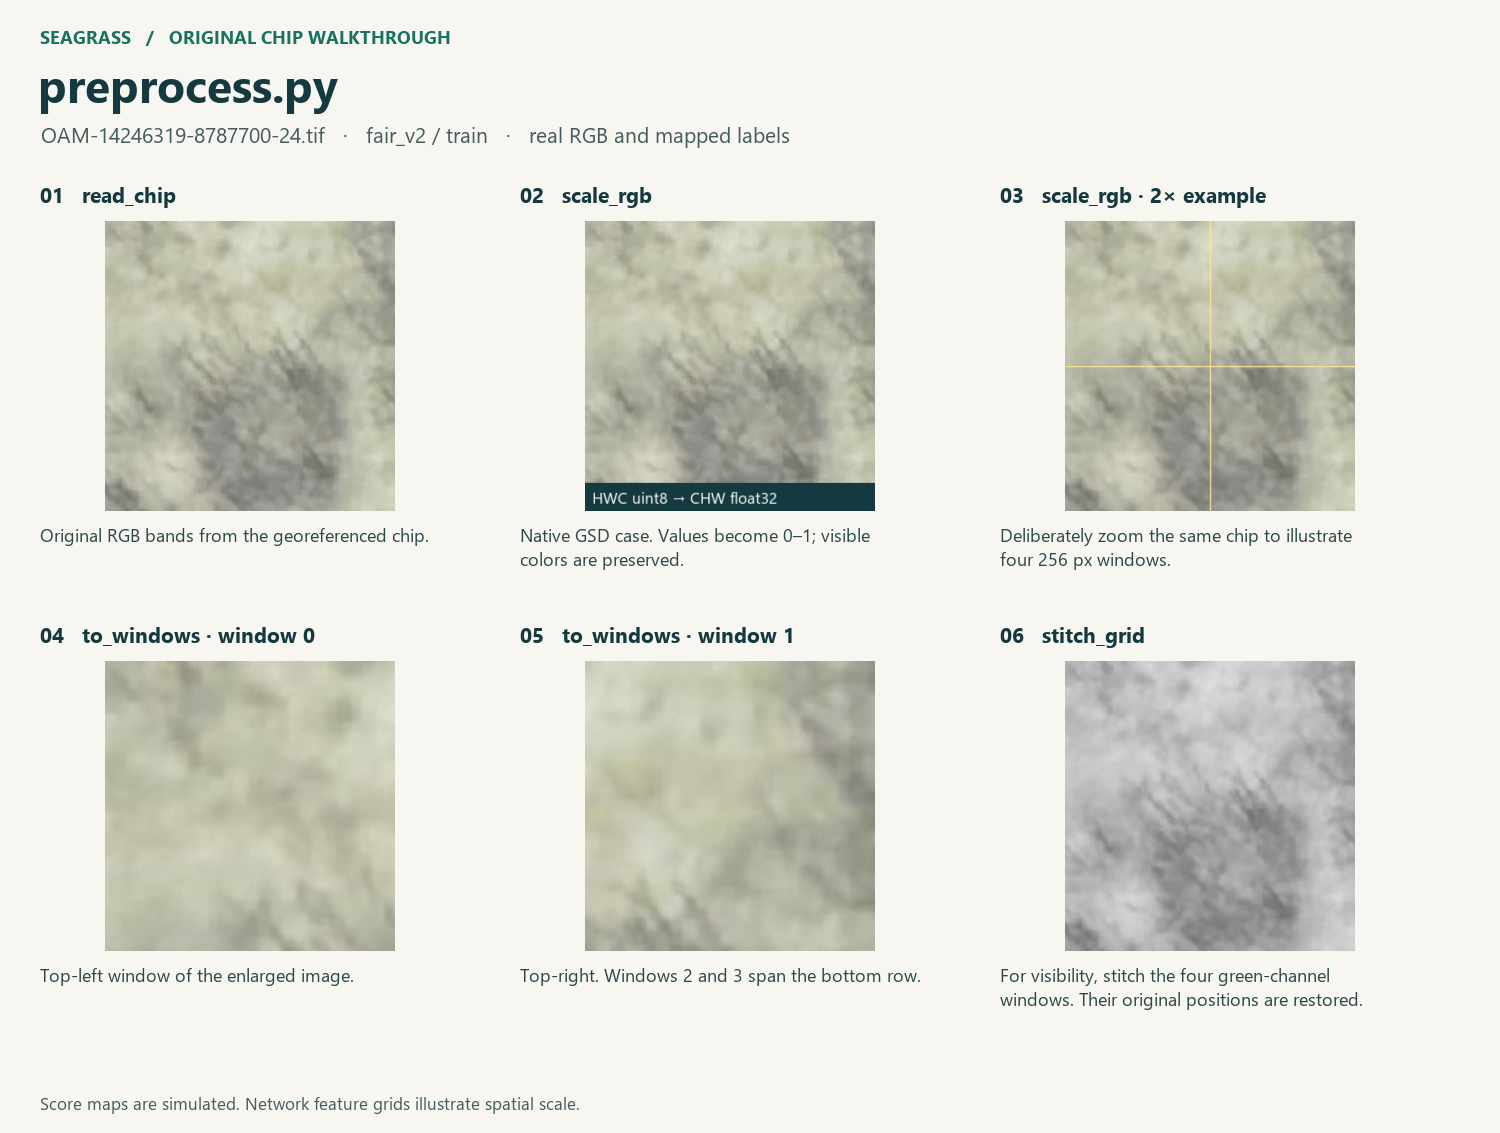 SEAGRASS / ORIGINAL CHIP WALKTHROUGH
preprocess.py
OAM-14246319-8787700-24.tif · fair_v2 / train · real RGB and mapped labels
01 read_chip
02 scale_rgb
03 scale_rgb · 2× example
HWC uint8 → CHW float32
Original RGB bands from the georeferenced chip.
Native GSD case. Values become 0–1; visible
colors are preserved.
Deliberately zoom the same chip to illustrate
four 256 px windows.
04 to_windows · window 0
05 to_windows · window 1
06 stitch_grid
Top-left window of the enlarged image.
Top-right. Windows 2 and 3 span the bottom row.
For visibility, stitch the four green-channel
windows. Their original positions are restored.
Score maps are simulated. Network feature grids illustrate spatial scale.